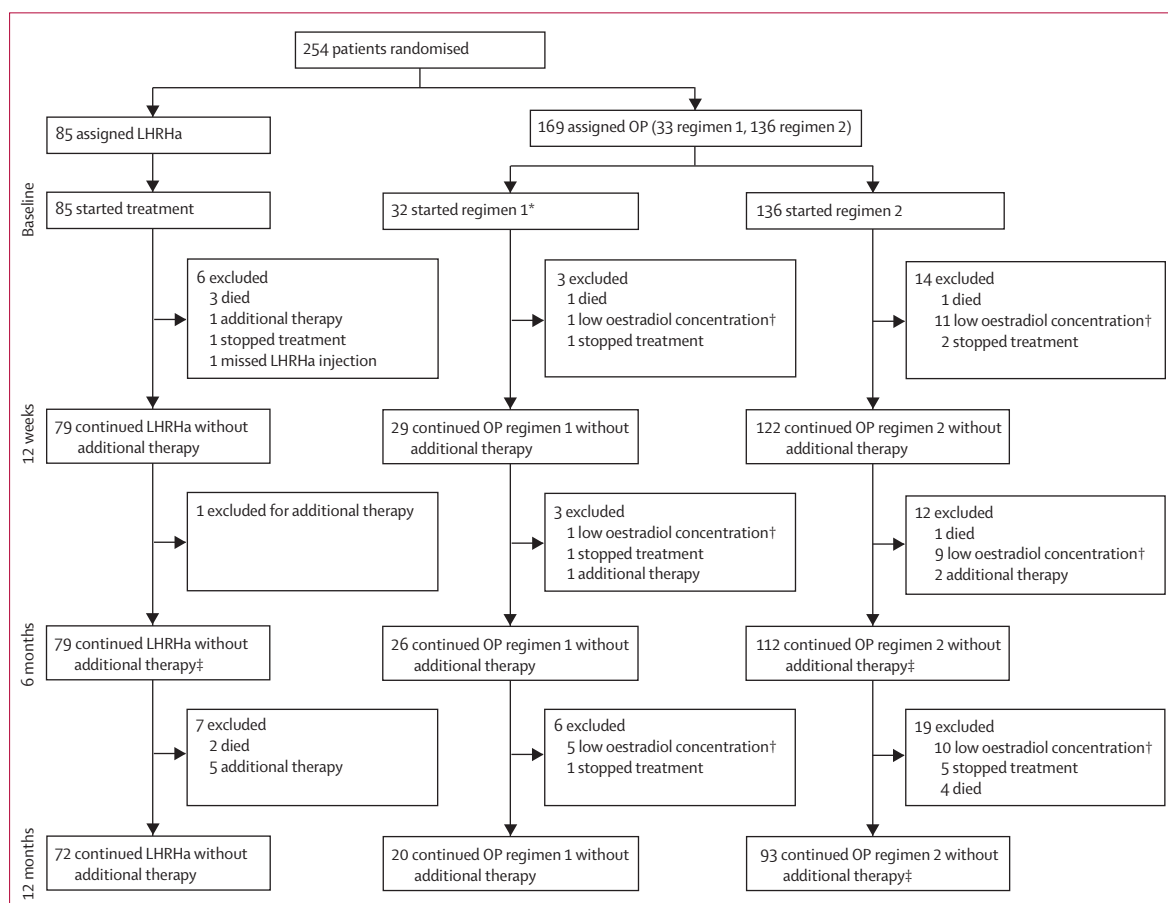 254 patients randomised
85 assigned LHRHa
169 assigned OP (33 regimen 1, 136 regimen 2)
Baseline
85 started treatment
32 started regimen 1*
136 started regimen 2
6 excluded
3 died
1 additional therapy
1 stopped treatment
1 missed LHRHa injection
3 excluded
1 died
1 low oestradiol concentration†
1 stopped treatment
14 excluded
1 died
11 low oestradiol concentration†
2 stopped treatment
12 weeks
79 continued LHRHa without
additional therapy
29 continued OP regimen 1 without
additional therapy
122 continued OP regimen 2 without
additional therapy
1 excluded for additional therapy
3 excluded
1 low oestradiol concentration†
1 stopped treatment
1 additional therapy
12 excluded
1 died
9 low oestradiol concentration†
2 additional therapy
6 months
79 continued LHRHa without
additional therapy‡
26 continued OP regimen 1 without
additional therapy
112 continued OP regimen 2 without
additional therapy‡
7 excluded
2 died
5 additional therapy
6 excluded
5 low oestradiol concentration†
1 stopped treatment
19 excluded
10 low oestradiol concentration†
5 stopped treatment
4 died
12 months
72 continued LHRHa without
additional therapy
20 continued OP regimen 1 without
additional therapy
93 continued OP regimen 2 without
additional therapy‡